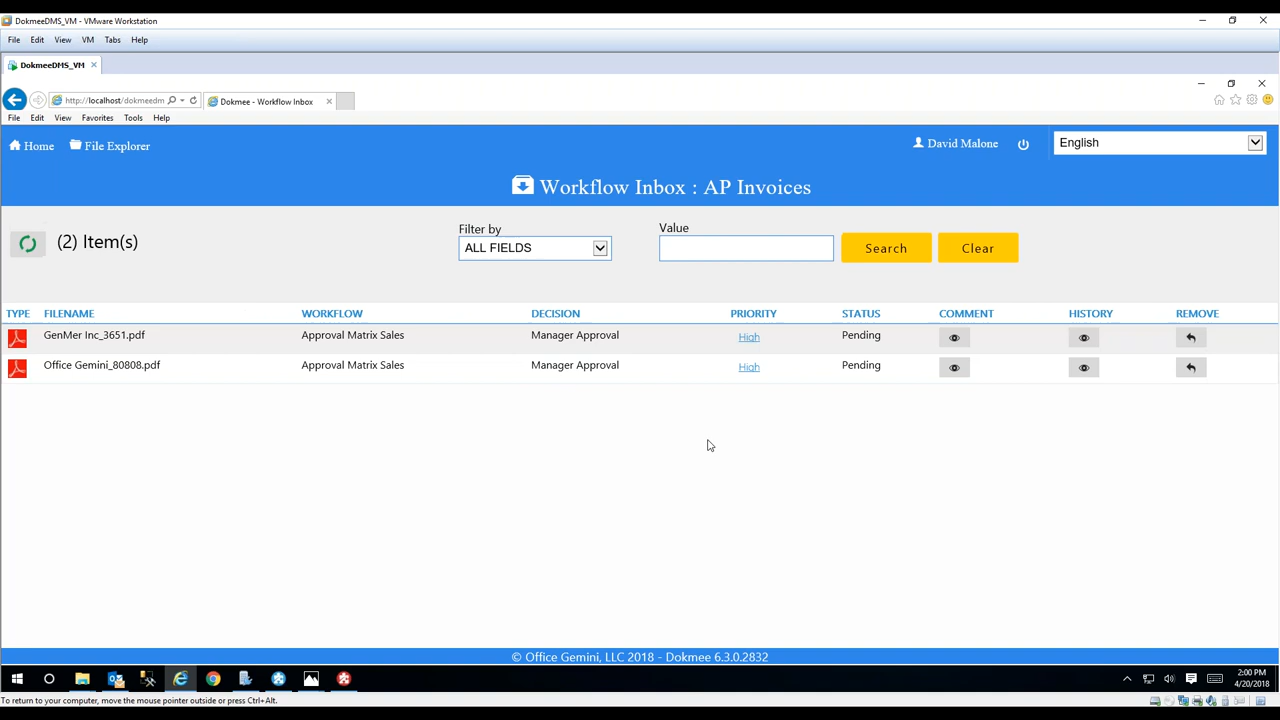 DokmeeDMS_VM - VMware Workstation
File Edit View VM Tabs Help
DokmeeDMS_VM
http://localhost/dokmeedm
Dokmee - Workflow Inbox
File Edit View Favorites Tools Help
Home File Explorer
David Malone
English
Workflow Inbox : AP Invoices
(2) Item(s)
Filter by
ALL FIELDS
Value
Search
Clear
TYPE FILENAME WORKFLOW DECISION PRIORITY STATUS COMMENT HISTORY REMOVE
GenMer Inc_3651.pdf Approval Matrix Sales Manager Approval High Pending
Office Gemini_80808.pdf Approval Matrix Sales Manager Approval High Pending
© Office Gemini, LLC 2018 - Dokmee 6.3.0.2832
2:00 PM
4/20/2018
To return to your computer, move the mouse pointer outside or press Ctrl+Alt.